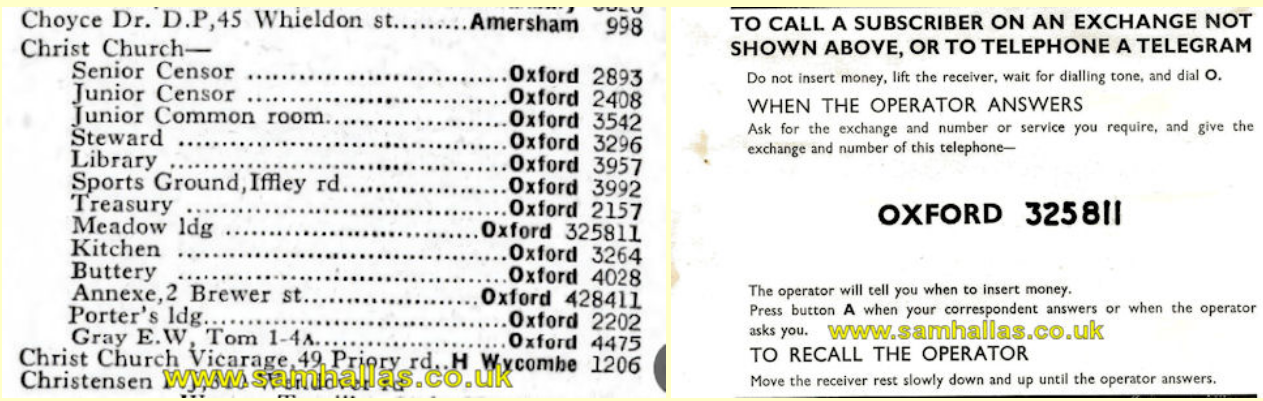 Choyce Dr. D.P,45 Whieldon st.........Amersham 998
Christ Church—
Senior Censor ................................Oxford 2893
Junior Censor ................................Oxford 2408
Junior Common room......................Oxford 3542
Steward ........................................Oxford 3296
Library ..........................................Oxford 3957
Sports Ground,Iffley rd....................Oxford 3992
Treasury .......................................Oxford 2157
Meadow ldg ...............................Oxford 325811
Kitchen ........................................Oxford 3264
Buttery ........................................Oxford 4028
Annexe,2 Brewer st.....................Oxford 428411
Porter's ldg.....................................Oxford 2202
Gray E.W, Tom 1-4A........................Oxford 4475
Christ Church Vicarage,49 Priory rd..H Wycombe 1206
Christensen
www.samhallas.co.uk
TO CALL A SUBSCRIBER ON AN EXCHANGE NOT
SHOWN ABOVE, OR TO TELEPHONE A TELEGRAM
Do not insert money, lift the receiver, wait for dialling tone, and dial O.
WHEN THE OPERATOR ANSWERS
Ask for the exchange and number or service you require, and give the
exchange and number of this telephone—
OXFORD 325811
The operator will tell you when to insert money.
Press button A when your correspondent answers or when the operator
asks you.
www.samhallas.co.uk
TO RECALL THE OPERATOR
Move the receiver rest slowly down and up until the operator answers.